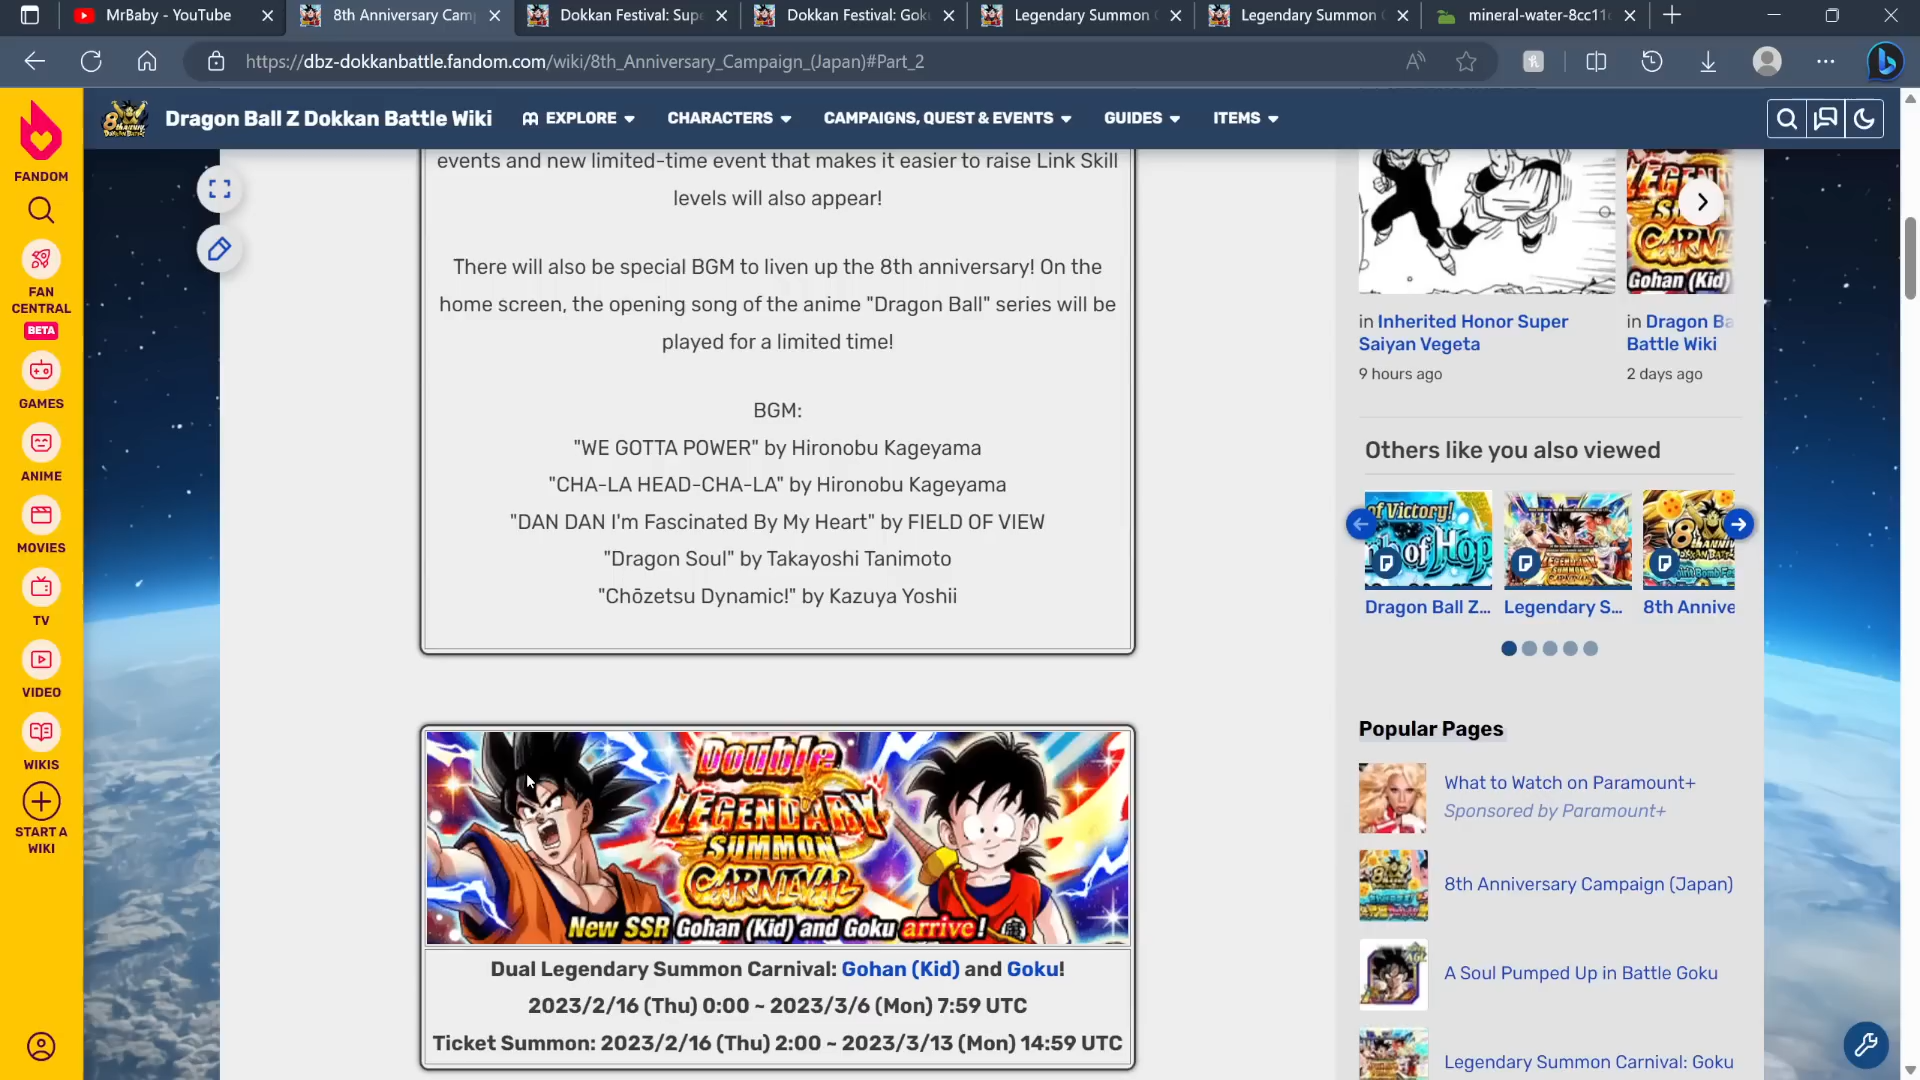 MrBaby - YouTube
8th Anniversary Cam
Dokkan Festival: Sup
Dokkan Festival: Gok
Legendary Summon
Legendary Summon
mineral-water-8cc11
https://dbz-dokkanbattle.fandom.com/wiki/8th_Anniversary_Campaign_(Japan)#Part_2
Dragon Ball Z Dokkan Battle Wiki
EXPLORE
CHARACTERS
CAMPAIGNS, QUEST & EVENTS
GUIDES
ITEMS
FANDOM
FAN
CENTRAL
BETA
GAMES
ANIME
MOVIES
TV
VIDEO
WIKIS
START A
WIKI
events and new limited-time event that makes it easier to raise Link Skill
levels will also appear!
There will also be special BGM to liven up the 8th anniversary! On the
home screen, the opening song of the anime "Dragon Ball" series will be
played for a limited time!
BGM:
"WE GOTTA POWER" by Hironobu Kageyama
"CHA-LA HEAD-CHA-LA" by Hironobu Kageyama
"DAN DAN I'm Fascinated By My Heart" by FIELD OF VIEW
"Dragon Soul" by Takayoshi Tanimoto
"Chōzetsu Dynamic!" by Kazuya Yoshii
Double
LEGENDARY
SUMMON
CARNIVAL
New SSR Gohan (Kid) and Goku arrive!
Dual Legendary Summon Carnival: Gohan (Kid) and Goku!
2023/2/16 (Thu) 0:00 ~ 2023/3/6 (Mon) 7:59 UTC
Ticket Summon: 2023/2/16 (Thu) 2:00 ~ 2023/3/13 (Mon) 14:59 UTC
Gohan (Kid)
in Inherited Honor Super
Saiyan Vegeta
9 hours ago
in Dragon Ba
Battle Wiki
2 days ago
Others like you also viewed
of Victory!
Dragon Ball Z...
Legendary S...
8th Annive
Popular Pages
What to Watch on Paramount+
Sponsored by Paramount+
8th Anniversary Campaign (Japan)
A Soul Pumped Up in Battle Goku
Legendary Summon Carnival: Goku